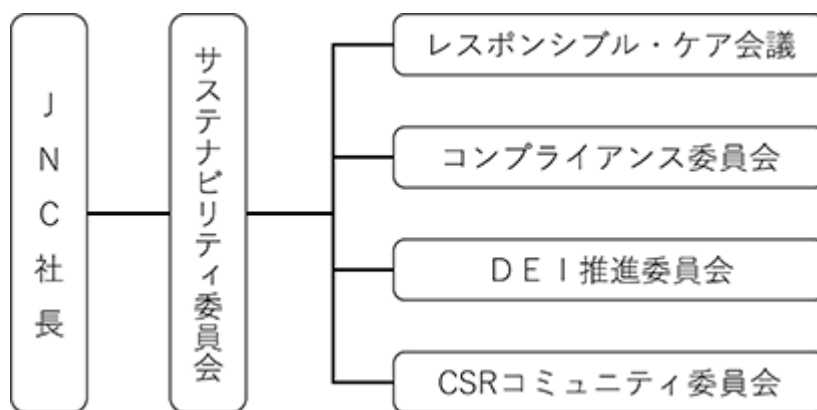 JNC社長
サステナビリティ委員会
レスポンシブル・ケア会議
コンプライアンス委員会
DEI推進委員会
CSRコミュニティ委員会